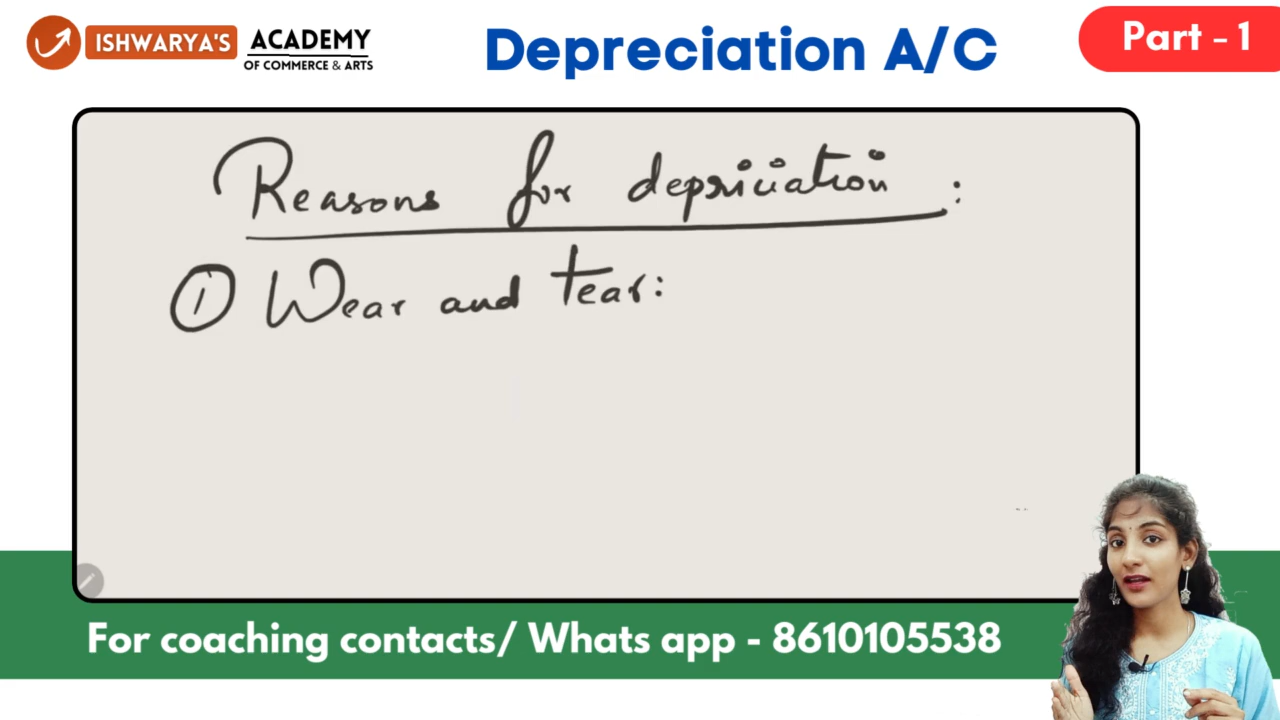 ISHWARYA'S ACADEMY
OF COMMERCE & ARTS
Depreciation A/C
Part - 1
Reasons for depriciation :
① Wear and tear:
For coaching contacts/ Whats app - 8610105538